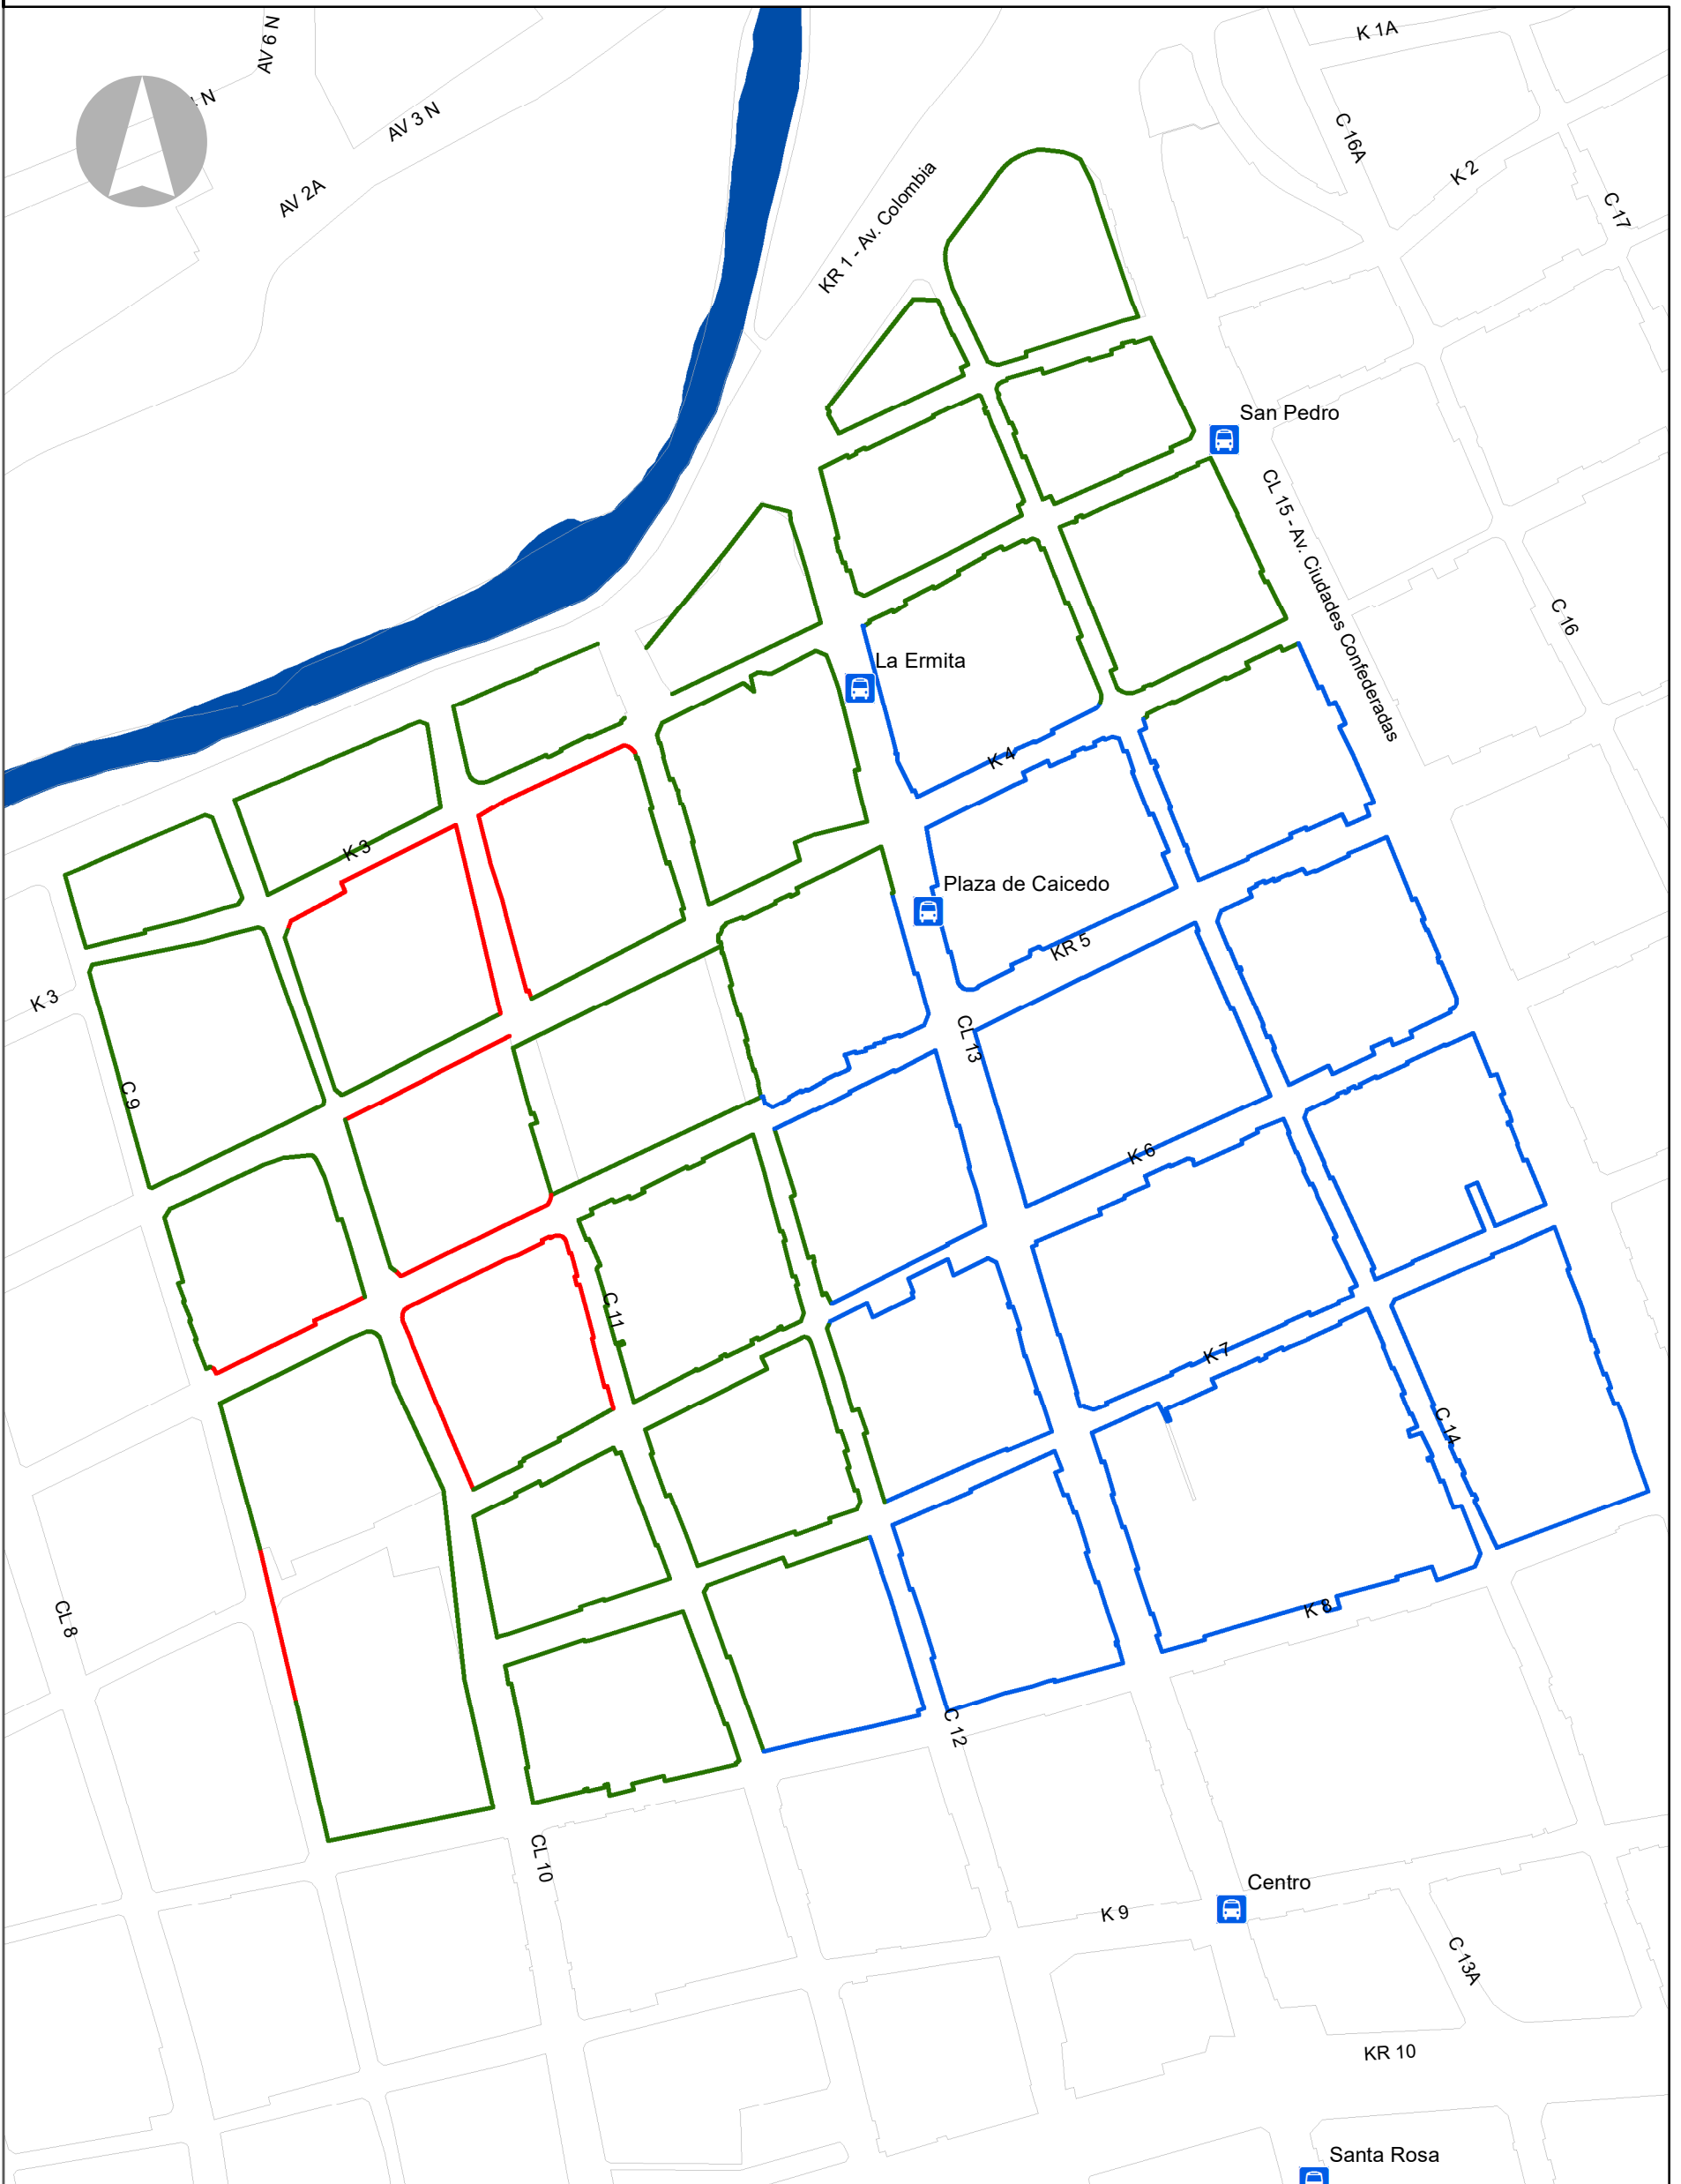 AV 6 N
K 1A
N
AV 3 N
C 16A
K 2
AV 2A
C 17
KR 1 - Av. Colombia
San Pedro
CL 15 - Av. Ciudades Confederadas
C 16
La Ermita
K 4
K 3
Plaza de Caicedo
KR 5
K 3
CL 13
C 9
K 6
C 11
K 7
C 14
K 8
CL 8
C 12
CL 10
Centro
K 9
C 13A
KR 10
Santa Rosa